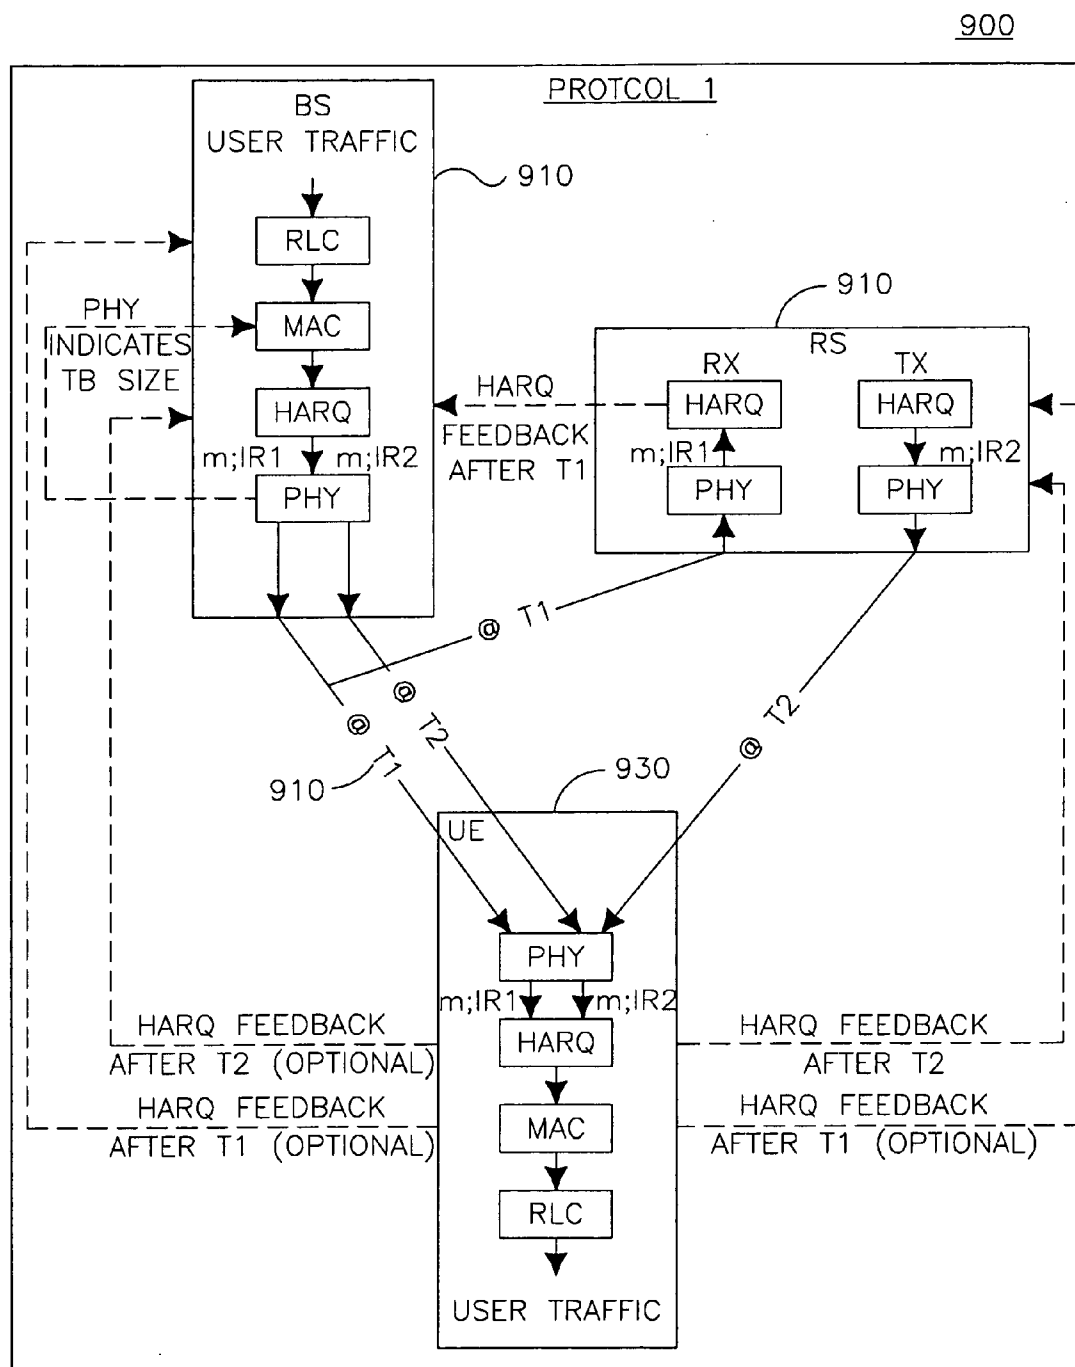 900
PROTCOL 1
BS
USER TRAFFIC
910
RLC
PHY
INDICATES
TB SIZE
MAC
HARQ
m;IR1
m;IR2
PHY
HARQ
FEEDBACK
AFTER T1
910
RS
RX
TX
HARQ
HARQ
m;IR1
m;IR2
PHY
PHY
@ T1
@ T2
@ T1
@ T2
910
930
UE
PHY
m;IR1
m;IR2
HARQ
MAC
RLC
USER TRAFFIC
HARQ FEEDBACK
AFTER T2 (OPTIONAL)
HARQ FEEDBACK
AFTER T1 (OPTIONAL)
HARQ FEEDBACK
AFTER T2
HARQ FEEDBACK
AFTER T1 (OPTIONAL)